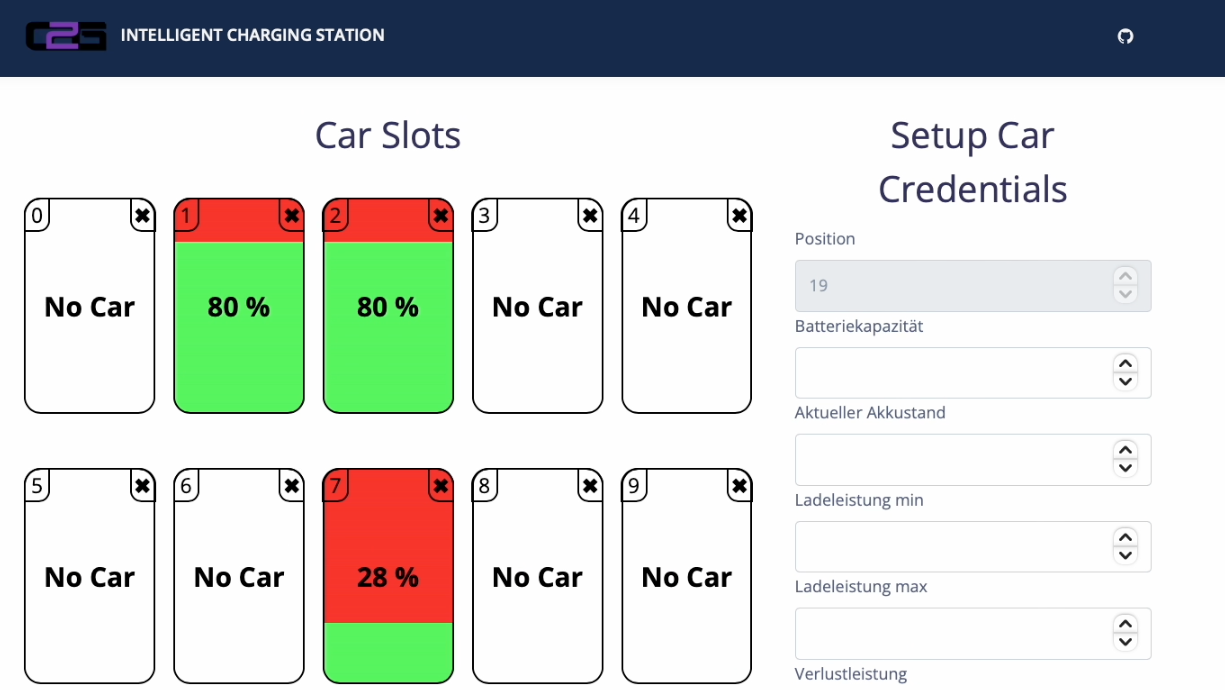 C2G INTELLIGENT CHARGING STATION
Car Slots
0 ✖ 1 ✖ 2 ✖ 3 ✖ 4 ✖
No Car 80 % 80 % No Car No Car
5 ✖ 6 ✖ 7 ✖ 8 ✖ 9 ✖
No Car No Car 28 % No Car No Car
Setup Car
Credentials
Position
19
Batteriekapazität
Aktueller Akkustand
Ladeleistung min
Ladeleistung max
Verlustleistung